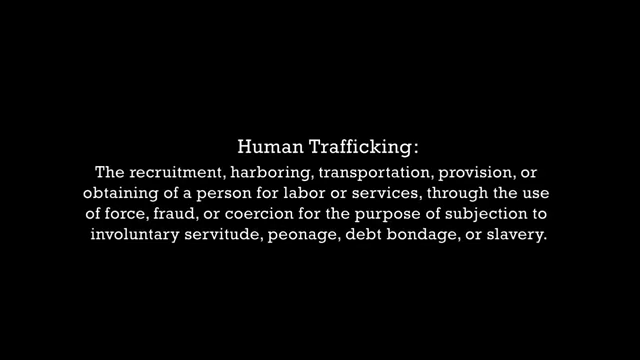 Human Trafficking:
The recruitment, harboring, transportation, provision, or
obtaining of a person for labor or services, through the use
of force, fraud, or coercion for the purpose of subjection to
involuntary servitude, peonage, debt bondage, or slavery.